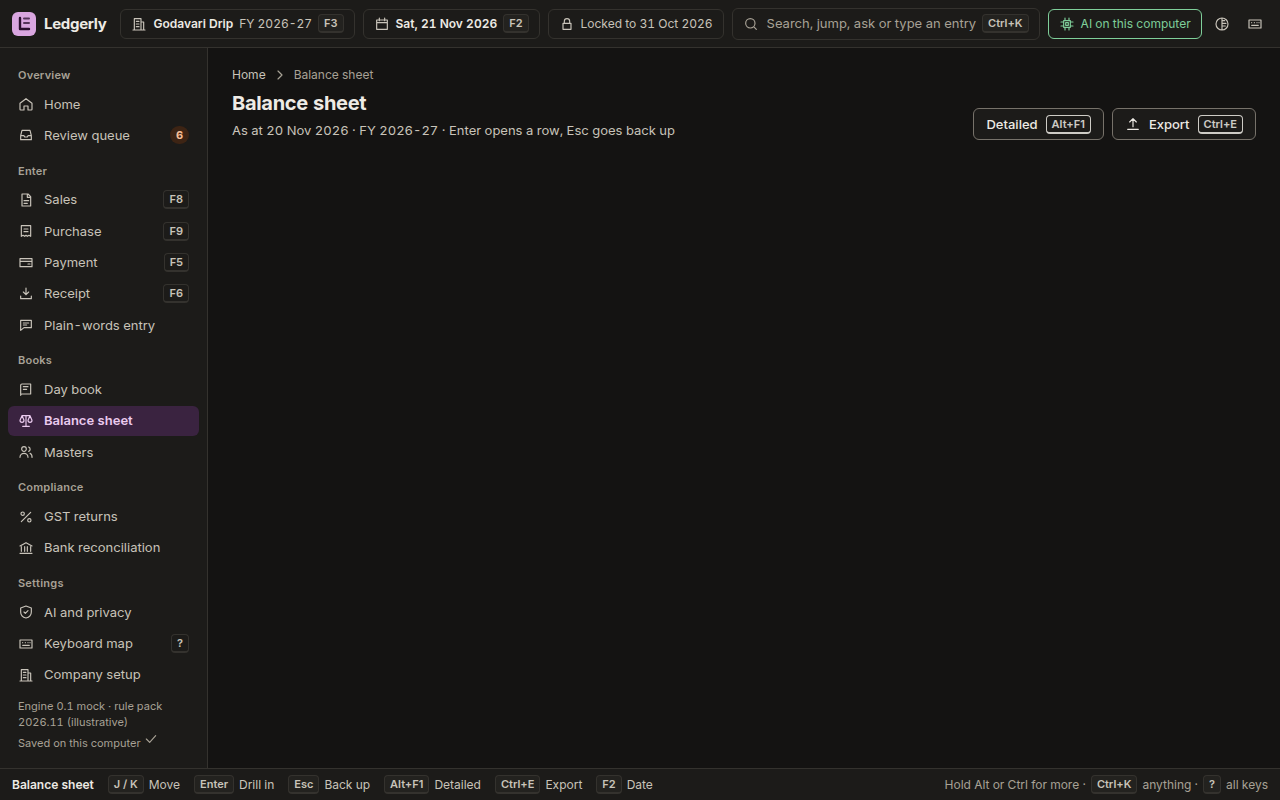 Ledgerly
Godavari Drip FY 2026-27 F3
Sat, 21 Nov 2026 F2
Locked to 31 Oct 2026
Search, jump, ask or type an entry Ctrl+K
AI on this computer
Overview
Home
Review queue 6
Enter
Sales F8
Purchase F9
Payment F5
Receipt F6
Plain-words entry
Books
Day book
Balance sheet
Masters
Compliance
GST returns
Bank reconciliation
Settings
AI and privacy
Keyboard map ?
Company setup
Engine 0.1 mock · rule pack
2026.11 (illustrative)
Saved on this computer
Home > Balance sheet
Balance sheet
As at 20 Nov 2026 · FY 2026-27 · Enter opens a row, Esc goes back up
Detailed Alt+F1
Export Ctrl+E
Balance sheet J / K Move Enter Drill in Esc Back up Alt+F1 Detailed Ctrl+E Export F2 Date
Hold Alt or Ctrl for more · Ctrl+K anything · ? all keys